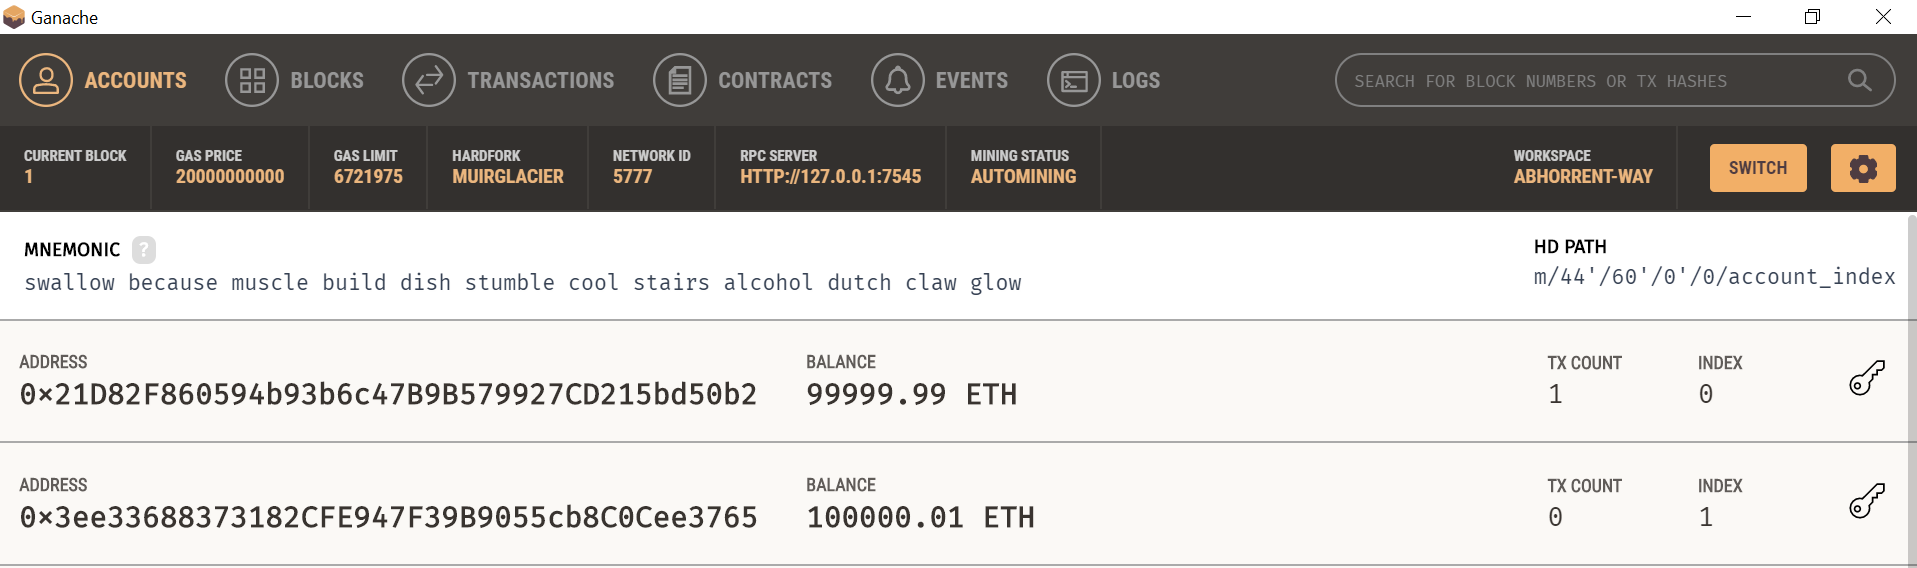 Ganache
ACCOUNTS BLOCKS TRANSACTIONS CONTRACTS EVENTS LOGS SEARCH FOR BLOCK NUMBERS OR TX HASHES
CURRENT BLOCK GAS PRICE GAS LIMIT HARDFORK NETWORK ID RPC SERVER MINING STATUS WORKSPACE SWITCH
1 20000000000 6721975 MUIRGLACIER 5777 HTTP://127.0.0.1:7545 AUTOMINING ABHORRENT-WAY
MNEMONIC ? HD PATH
swallow because muscle build dish stumble cool stairs alcohol dutch claw glow m/44'/60'/0'/0/account_index
ADDRESS BALANCE TX COUNT INDEX
0×21D82F860594b93b6c47B9B579927CD215bd50b2 99999.99 ETH 1 0
ADDRESS BALANCE TX COUNT INDEX
0×3ee33688373182CFE947F39B9055cb8C0Cee3765 100000.01 ETH 0 1